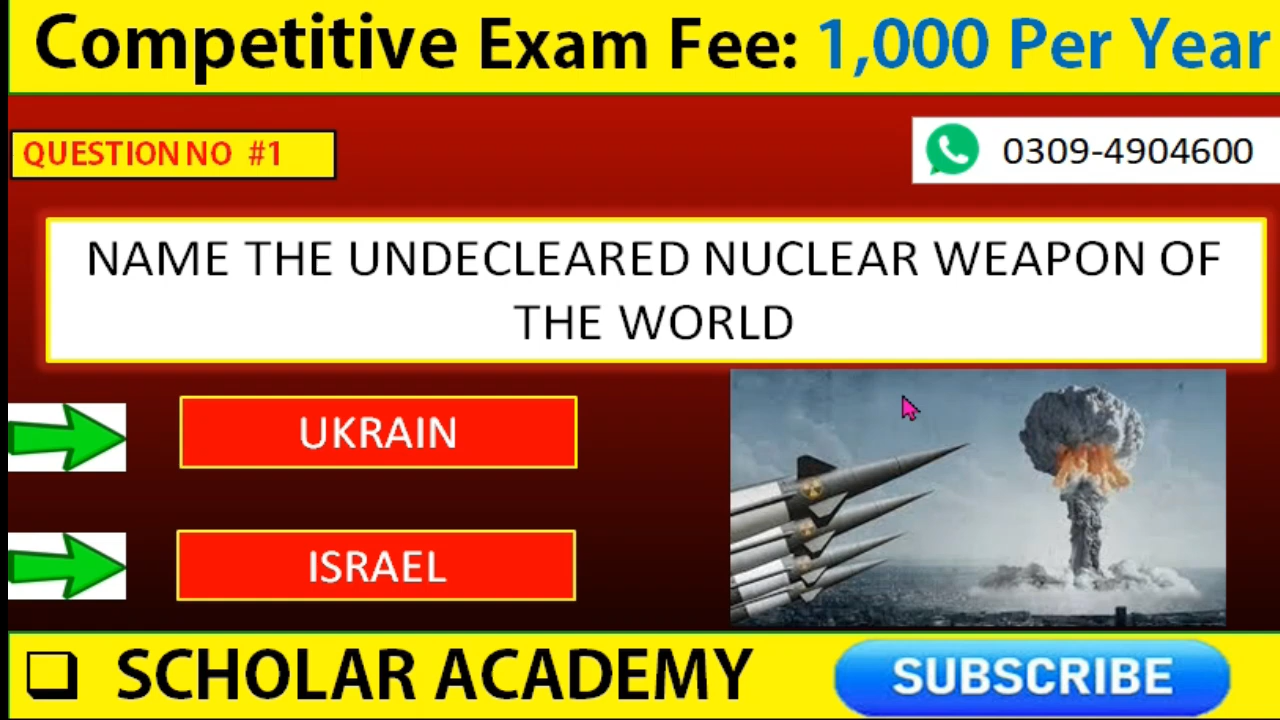 Competitive Exam Fee: 1,000 Per Year
QUESTION NO #1
0309-4904600
NAME THE UNDECLEARED NUCLEAR WEAPON OF
THE WORLD
UKRAIN
ISRAEL
SCHOLAR ACADEMY
SUBSCRIBE